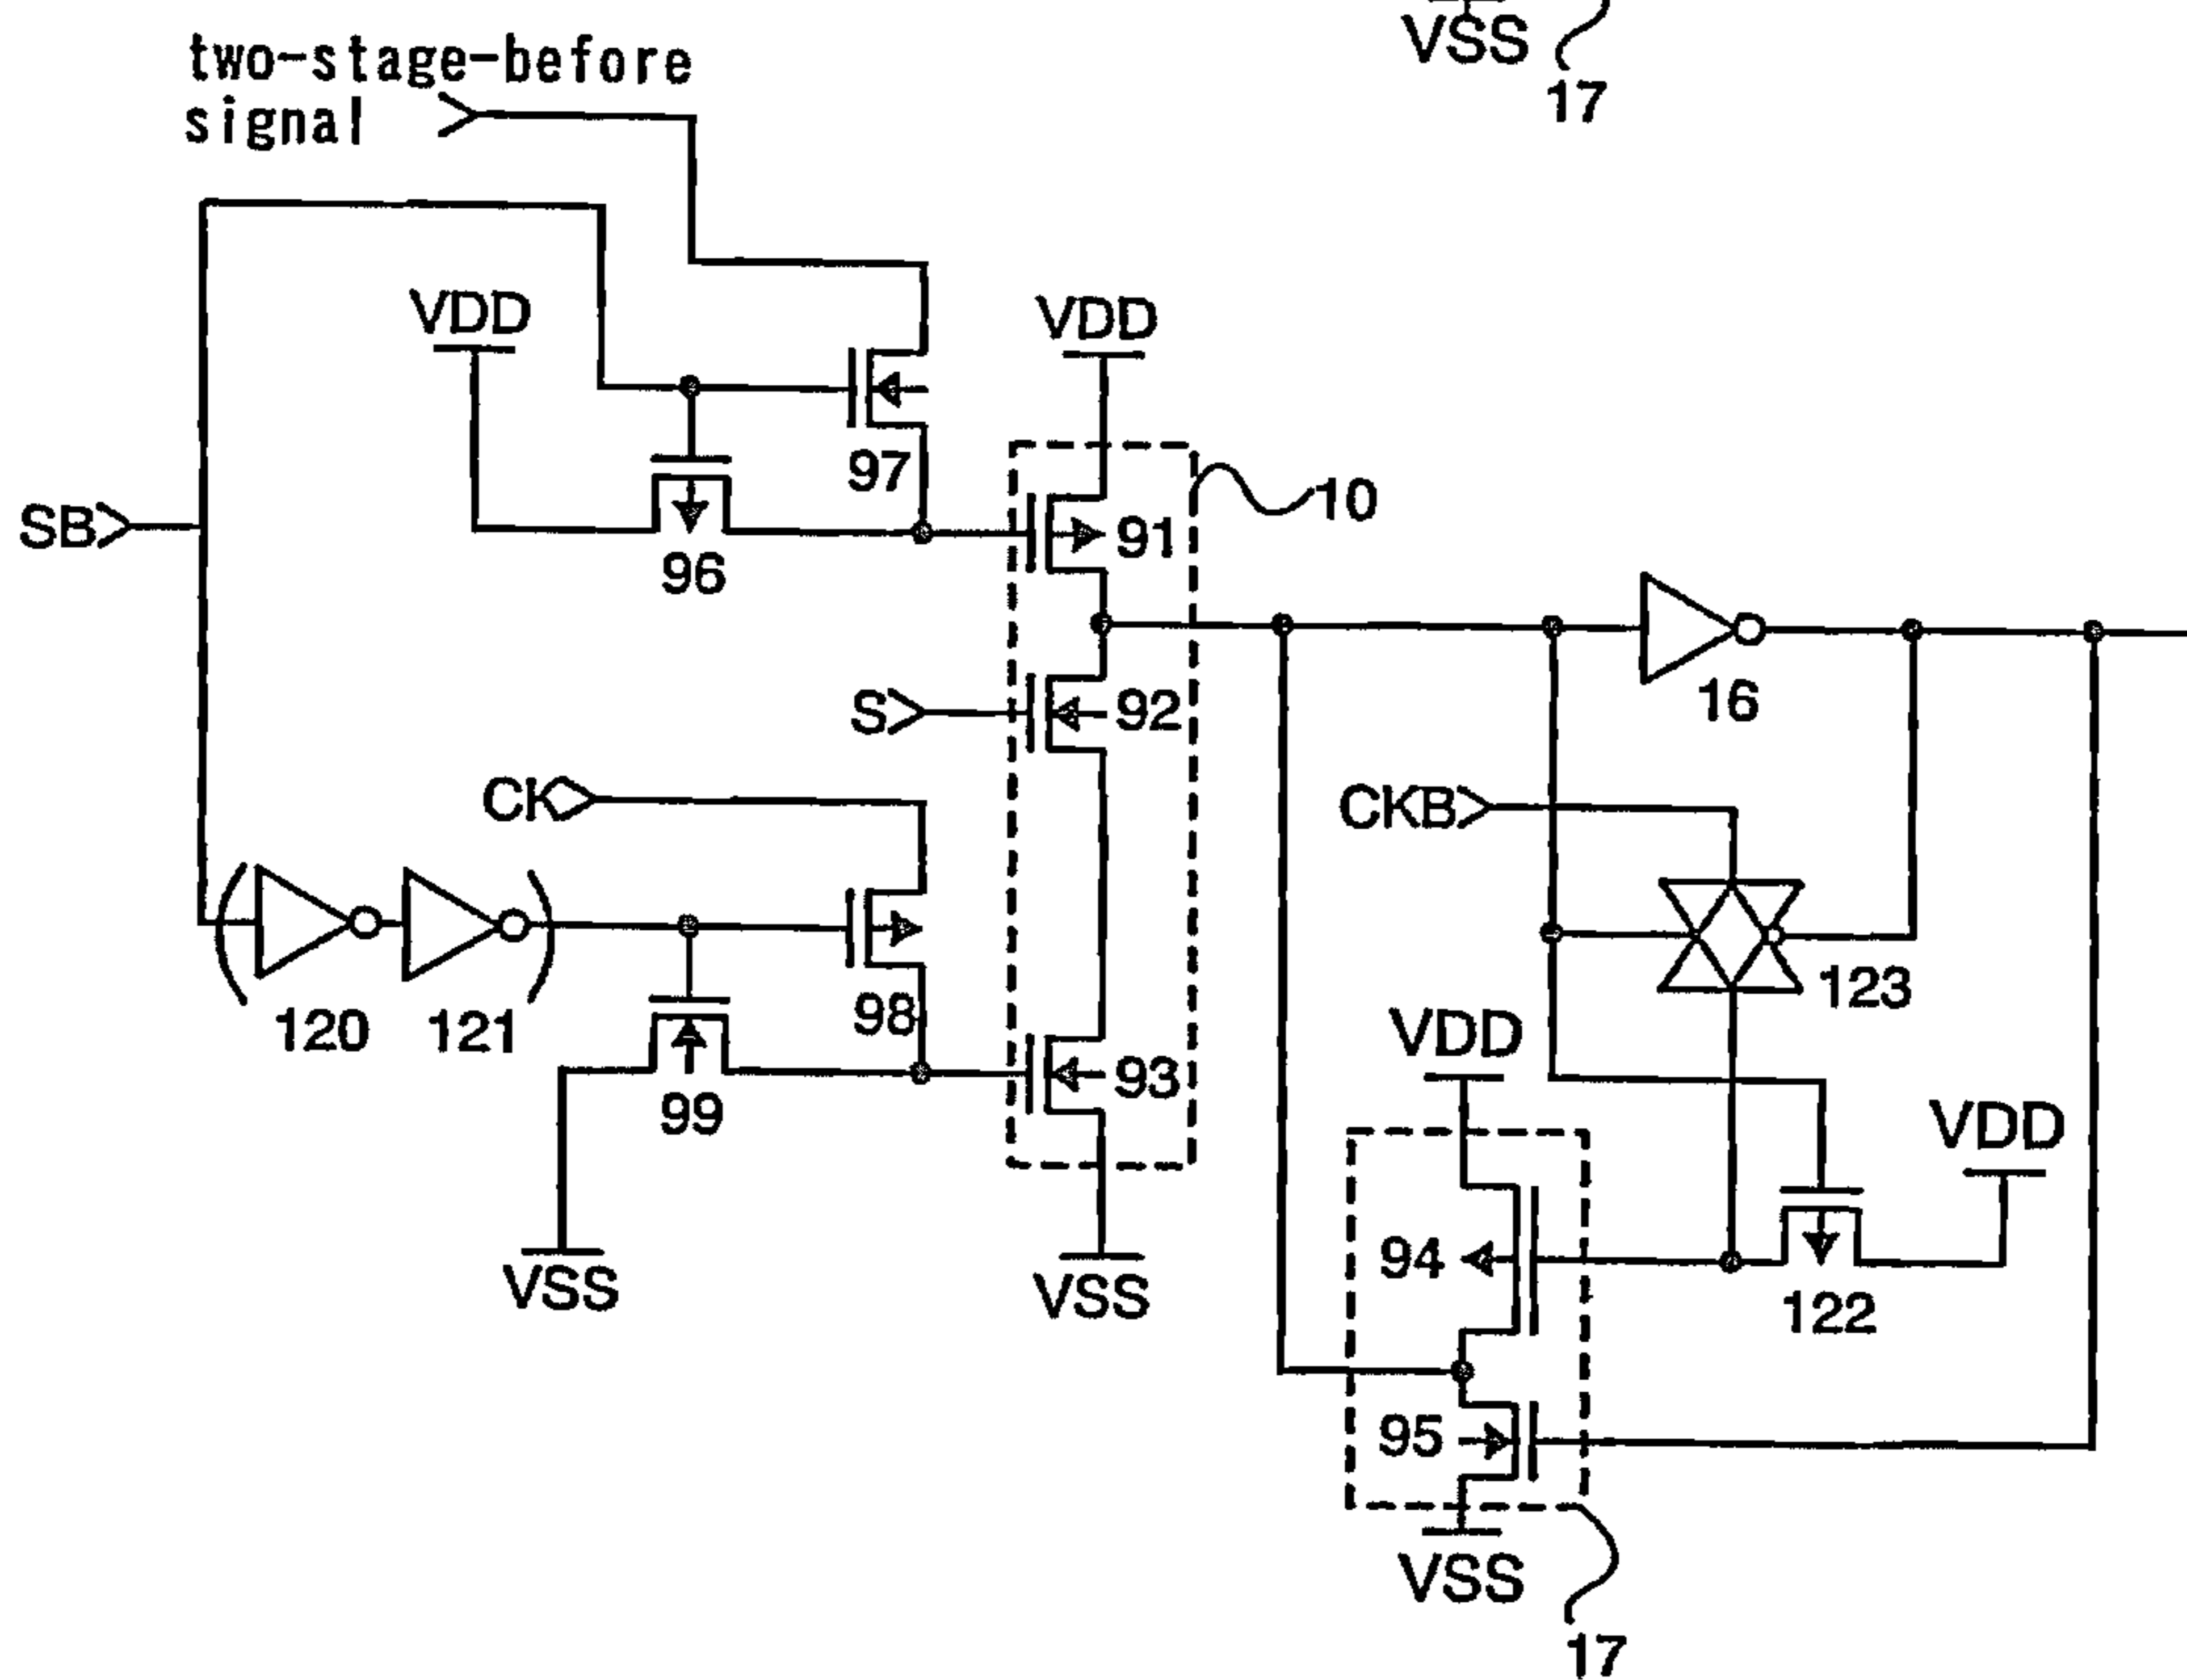 VSS
17
two-stage-before
signal
VDD
VDD
97
10
SB
91
96
S
92
16
CK
CKB
123
98
VDD
120
121
93
99
VDD
94
VSS
VSS
122
95
VSS
17